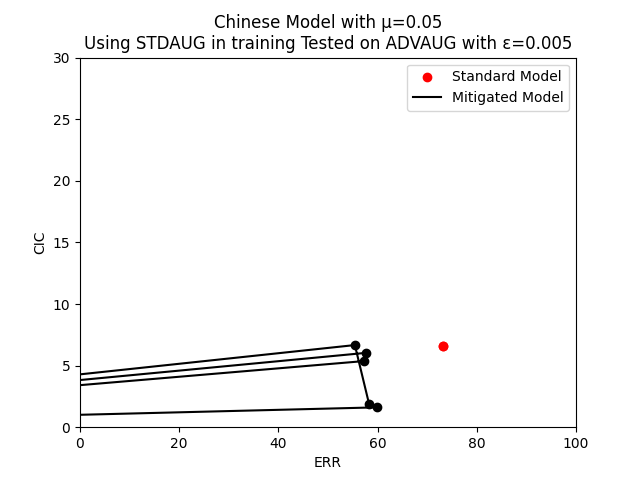 Chinese Model with μ=0.05
Using STDAUG in training Tested on ADVAUG with ε=0.005
Standard Model
Mitigated Model
30
25
20
15
10
5
0
CIC
0 20 40 60 80 100
ERR